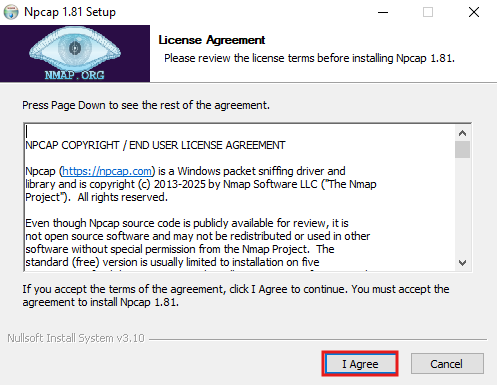 Npcap 1.81 Setup
NMAP.ORG
License Agreement
Please review the license terms before installing Npcap 1.81.
Press Page Down to see the rest of the agreement.
NPCAP COPYRIGHT / END USER LICENSE AGREEMENT
Npcap (https://npcap.com) is a Windows packet sniffing driver and
library and is copyright (c) 2013-2025 by Nmap Software LLC ("The Nmap
Project").  All rights reserved.
Even though Npcap source code is publicly available for review, it is
not open source software and may not be redistributed or used in other
software without special permission from the Nmap Project.  The
standard (free) version is usually limited to installation on five
If you accept the terms of the agreement, click I Agree to continue. You must accept the
agreement to install Npcap 1.81.
Nullsoft Install System v3.10
I Agree
Cancel